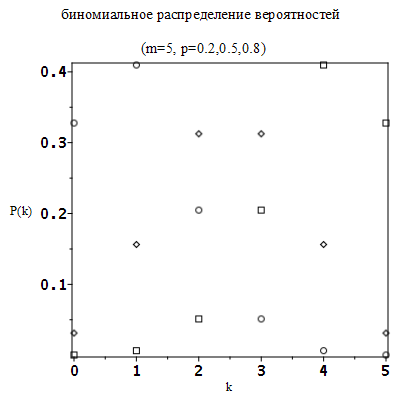 биномиальное распределение вероятностей
(m=5, p=0.2,0.5,0.8)
0.4
0.3
P(k) 0.2
0.1
0 1 2 3 4 5
k